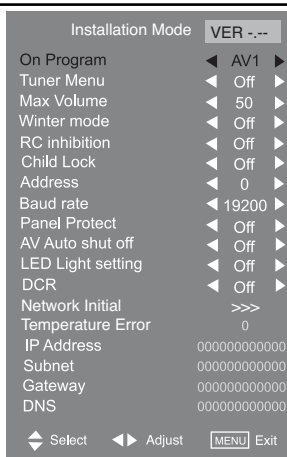 Installation Mode VER -.--
On Program ◀ AV1 ▶
Tuner Menu ◀ Off ▶
Max Volume ◀ 50 ▶
Winter mode ◀ Off ▶
RC inhibition ◀ Off ▶
Child Lock ◀ Off ▶
Address ◀ 0 ▶
Baud rate ◀ 19200 ▶
Panel Protect ◀ Off ▶
AV Auto shut off ◀ Off ▶
LED Light setting ◀ Off ▶
DCR ◀ Off ▶
Network Initial >>>
Temperature Error 0
IP Address 000000000000
Subnet 000000000000
Gateway 000000000000
DNS 000000000000
Select ◀▶ Adjust MENU Exit